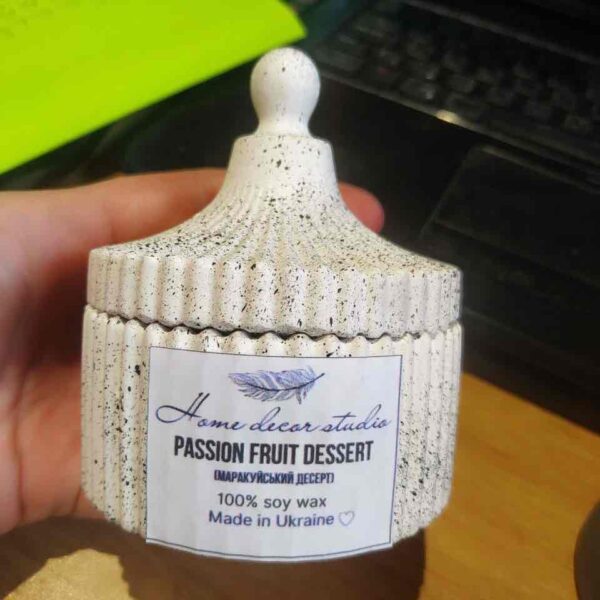 Home decor studio
PASSION FRUIT DESSERT
(МАРАКУЙСЬКИЙ ДЕСЕРТ)
100% soy wax
Made in Ukraine ♡